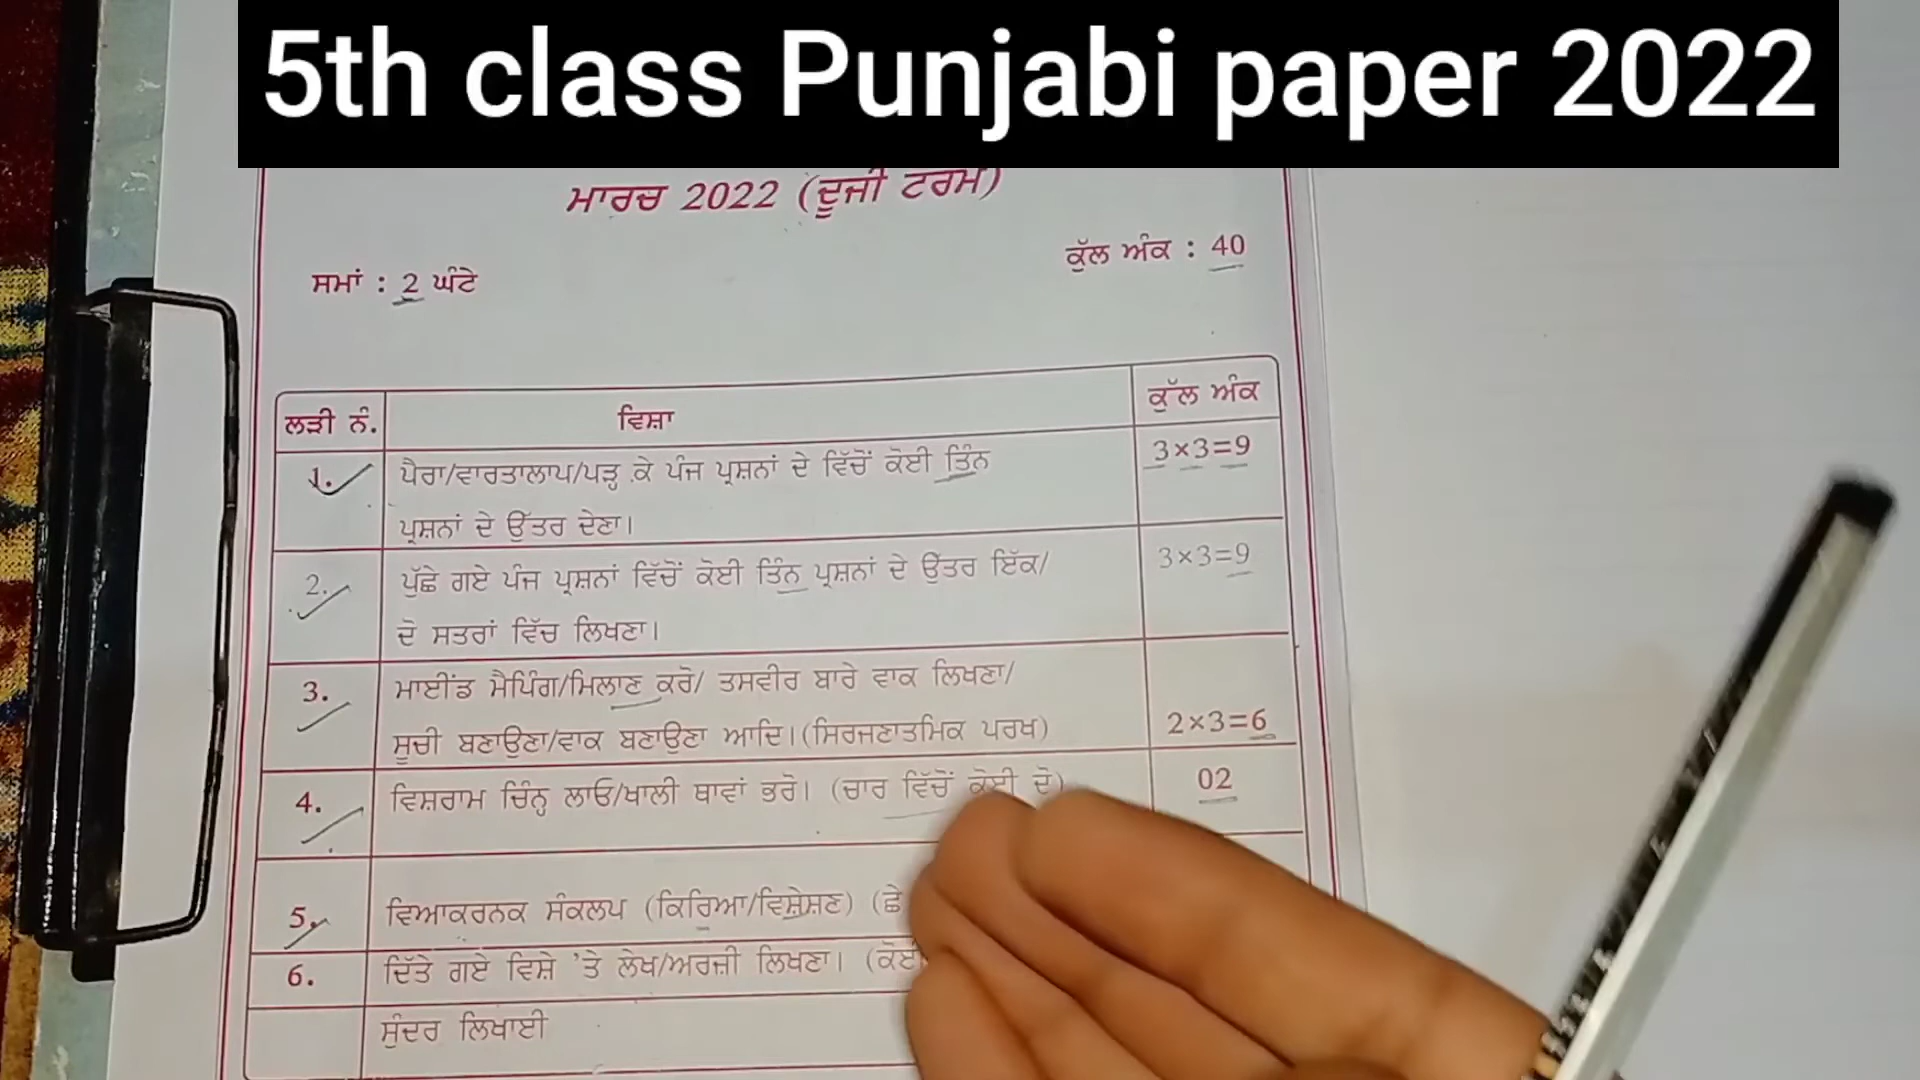 5th class Punjabi paper 2022
ਮਾਰਚ 2022 (ਦੂਜੀ ਟਰਮ)
ਕੁੱਲ ਅੰਕ : 40
ਸਮਾਂ : 2 ਘੰਟੇ
ਲੜੀ ਨੰ. ਵਿਸ਼ਾ ਕੁੱਲ ਅੰਕ
1. ਪੈਰਾ/ਵਾਰਤਾਲਾਪ/ਪੜ੍ਹ ਕੇ ਪੰਜ ਪ੍ਰਸ਼ਨਾਂ ਦੇ ਵਿੱਚੋਂ ਕੋਈ ਤਿੰਨ 3×3=9
ਪ੍ਰਸ਼ਨਾਂ ਦੇ ਉੱਤਰ ਦੇਣਾ।
2. ਪੁੱਛੇ ਗਏ ਪੰਜ ਪ੍ਰਸ਼ਨਾਂ ਵਿੱਚੋਂ ਕੋਈ ਤਿੰਨ ਪ੍ਰਸ਼ਨਾਂ ਦੇ ਉੱਤਰ ਇੱਕ/ 3×3=9
ਦੋ ਸਤਰਾਂ ਵਿੱਚ ਲਿਖਣਾ।
3. ਮਾਈਂਡ ਮੈਪਿੰਗ/ਮਿਲਾਣ ਕਰੋ/ ਤਸਵੀਰ ਬਾਰੇ ਵਾਕ ਲਿਖਣਾ/
ਸੂਚੀ ਬਣਾਉਣਾ/ਵਾਕ ਬਣਾਉਣਾ ਆਦਿ।(ਸਿਰਜਣਾਤਮਿਕ ਪਰਖ) 2×3=6
4. ਵਿਸ਼ਰਾਮ ਚਿੰਨ੍ਹ ਲਾਓ/ਖਾਲੀ ਥਾਵਾਂ ਭਰੋ। (ਚਾਰ ਵਿੱਚੋਂ ਕੋਈ ਦੋ) 02
5. ਵਿਆਕਰਨਕ ਸੰਕਲਪ (ਕਿਰਿਆ/ਵਿਸ਼ੇਸ਼ਣ) (ਛੇ
6. ਦਿੱਤੇ ਗਏ ਵਿਸ਼ੇ 'ਤੇ ਲੇਖ/ਅਰਜ਼ੀ ਲਿਖਣਾ। (ਕੋਈ
ਸੁੰਦਰ ਲਿਖਾਈ